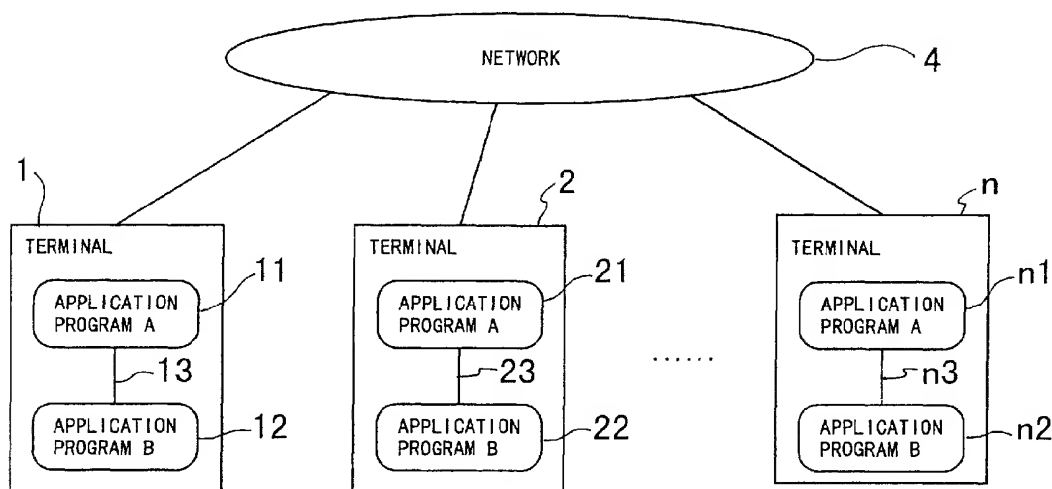 NETWORK
4
1
2
n
TERMINAL
TERMINAL
TERMINAL
11
21
n1
APPLICATION
PROGRAM A
APPLICATION
PROGRAM A
APPLICATION
PROGRAM A
13
23
......
n3
12
22
n2
APPLICATION
PROGRAM B
APPLICATION
PROGRAM B
APPLICATION
PROGRAM B